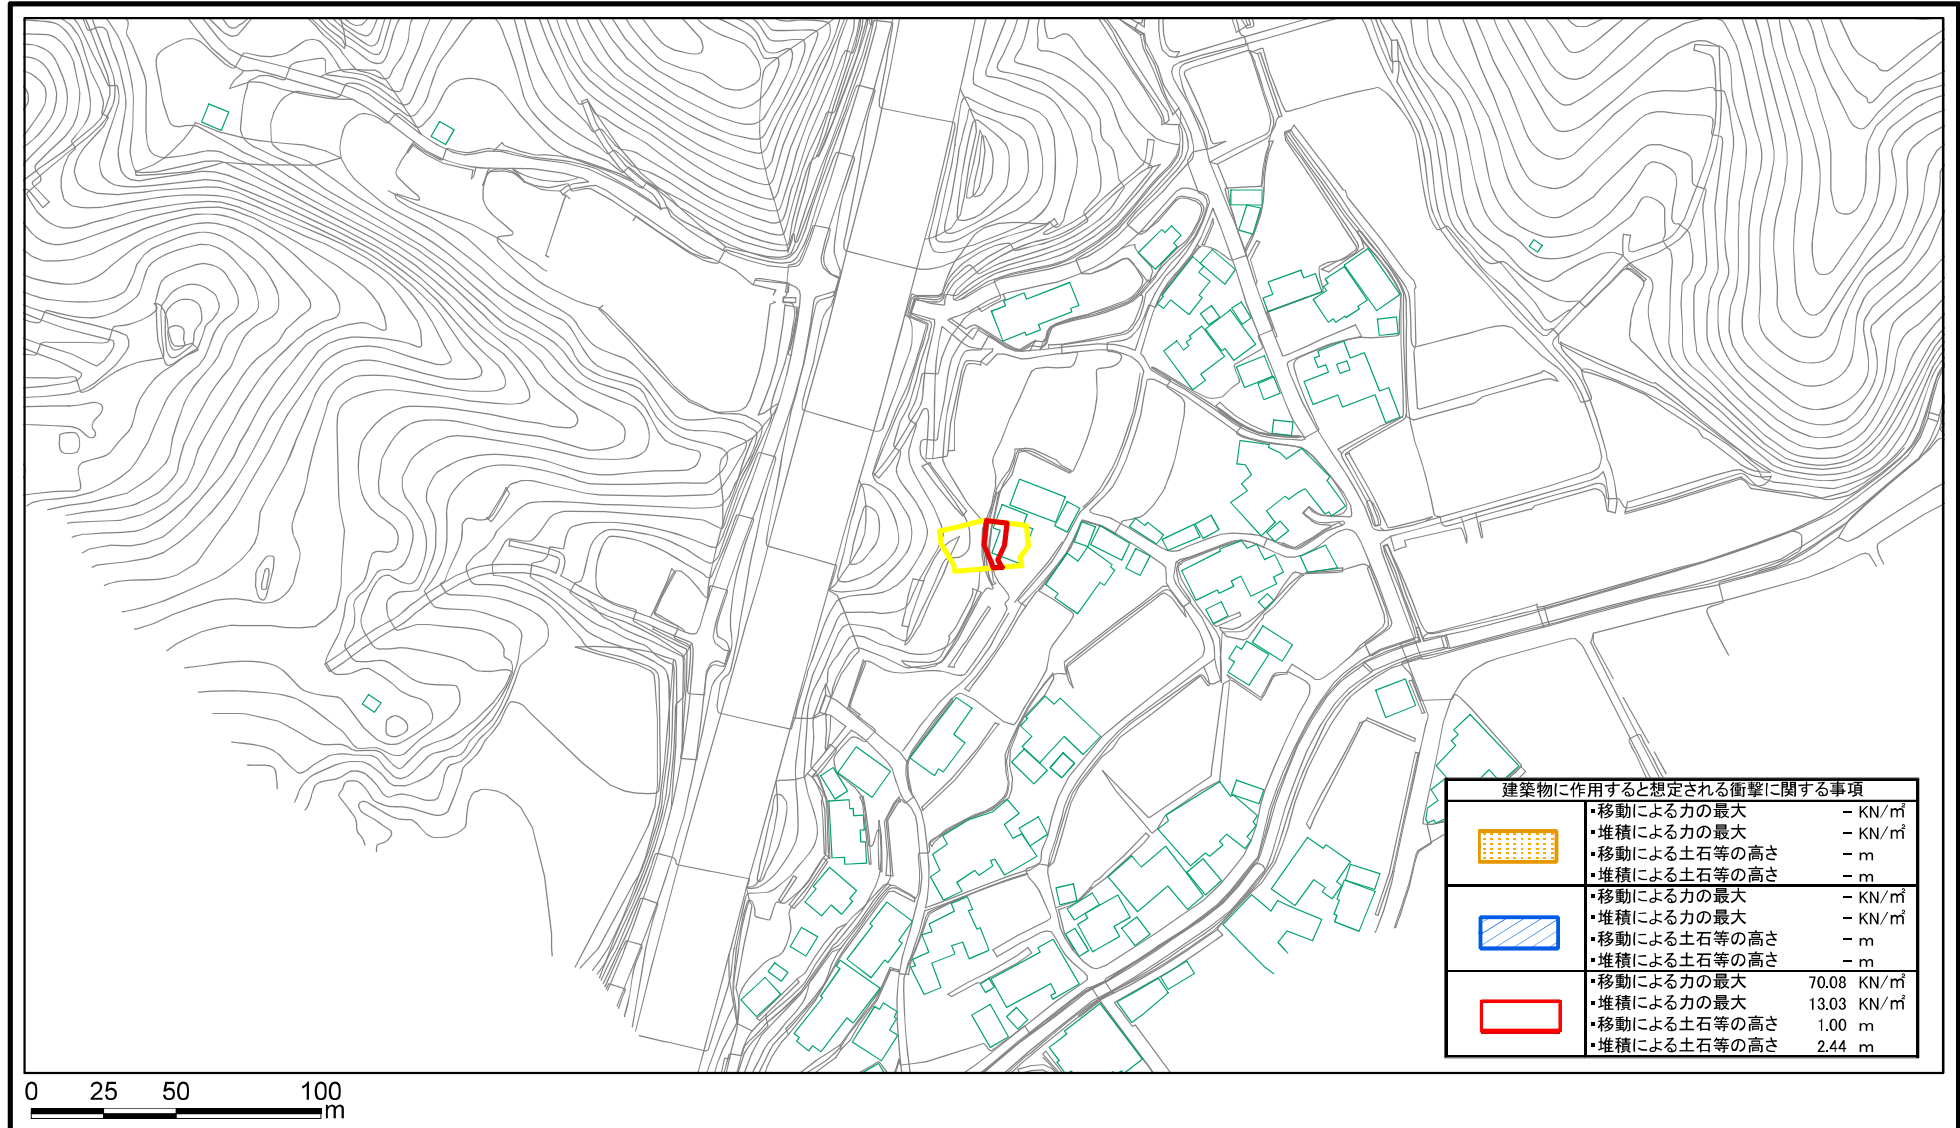 建築物に作用すると想定される衝撃に関する事項
・移動による力の最大 － KN/㎡
・堆積による力の最大 － KN/㎡
・移動による土石等の高さ － m
・堆積による土石等の高さ － m
・移動による力の最大 － KN/㎡
・堆積による力の最大 － KN/㎡
・移動による土石等の高さ － m
・堆積による土石等の高さ － m
・移動による力の最大 70.08 KN/㎡
・堆積による力の最大 13.03 KN/㎡
・移動による土石等の高さ 1.00 m
・堆積による土石等の高さ 2.44 m
0 25 50 100
m